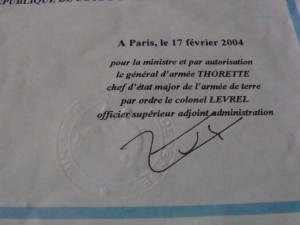 A Paris, le 17 février 2004
pour la ministre et par autorisation
le général d'armée THORETTE
chef d'état major de l'armée de terre
par ordre le colonel LEVREL
officier supérieur adjoint administration